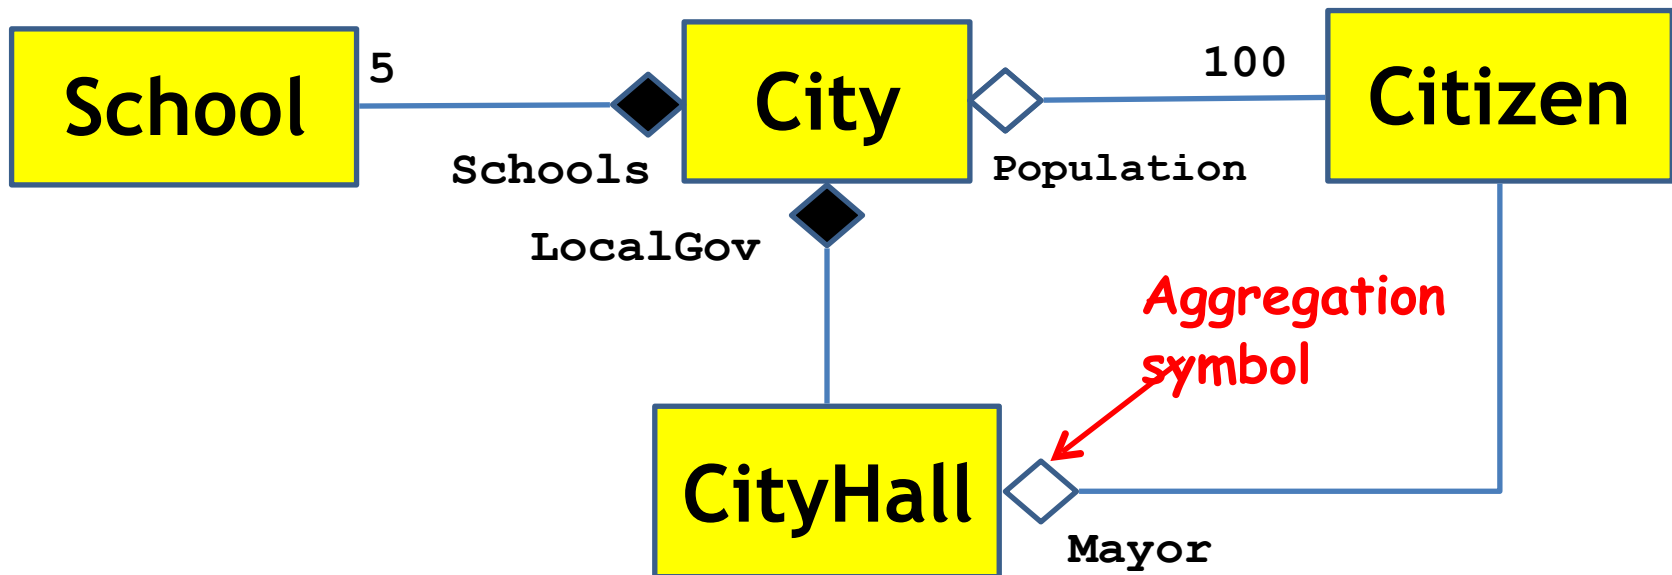 School
5
City
100
Citizen
Schools
Population
LocalGov
Aggregation
symbol
CityHall
Mayor